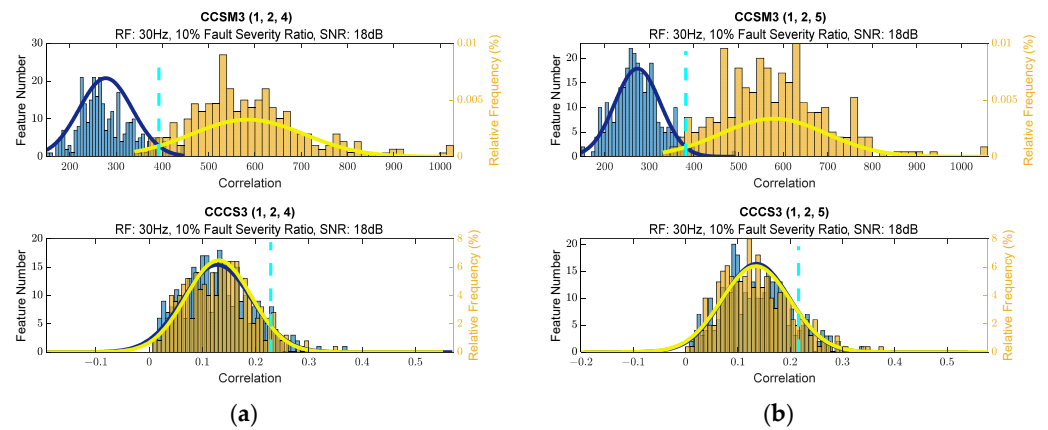 CCSM3 (1, 2, 4)
RF: 30Hz, 10% Fault Severity Ratio, SNR: 18dB
30
20
10
0
Feature Number
0.01
0.005
0
Relative Frequency (%)
200 300 400 500 600 700 800 900 1000
Correlation
CCSM3 (1, 2, 5)
RF: 30Hz, 10% Fault Severity Ratio, SNR: 18dB
20
15
10
5
0
Feature Number
0.01
0.005
0
Relative Frequency (%)
200 300 400 500 600 700 800 900 1000
Correlation
CCCS3 (1, 2, 4)
RF: 30Hz, 10% Fault Severity Ratio, SNR: 18dB
20
15
10
5
0
Feature Number
8
6
4
2
0
Relative Frequency (%)
−0.1 0 0.1 0.2 0.3 0.4 0.5
Correlation
CCCS3 (1, 2, 5)
RF: 30Hz, 10% Fault Severity Ratio, SNR: 18dB
20
15
10
5
0
Feature Number
8
6
4
2
0
Relative Frequency (%)
−0.2 −0.1 0 0.1 0.2 0.3 0.4 0.5
Correlation
(a)
(b)